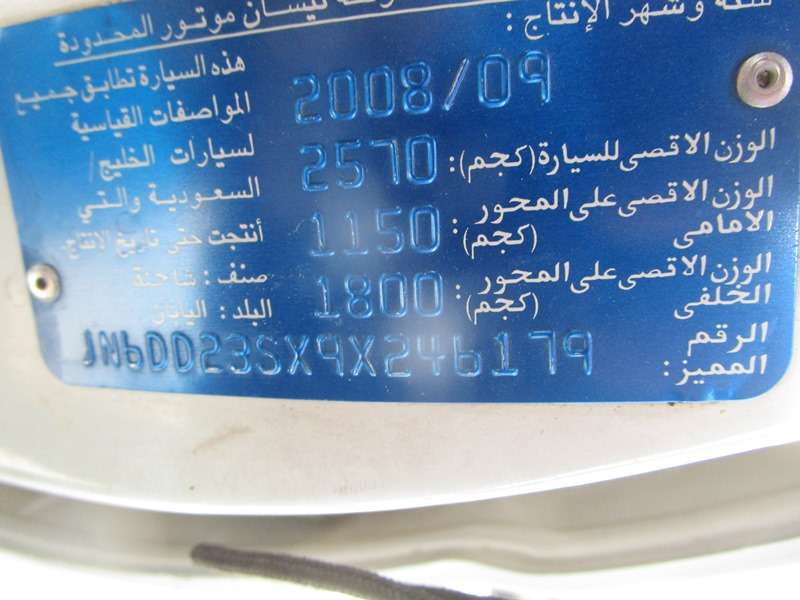 نيسان موتور المحدودة
سنة وشهر الإنتاج :
2008/09
الوزن الاقصى للسيارة (كجم): 2570
الوزن الاقصى على المحور الامامى (كجم): 1150
الوزن الاقصى على المحور الخلفى (كجم): 1800
الرقم المميز: JN6DD23SX9X246179
هذه السيارة تطابق جميع
المواصفات القياسية
لسيارات الخليج/
السعودية والتي
أنتجت حتى تاريخ الانتاج.
صنف: شاحنة
البلد: اليابان